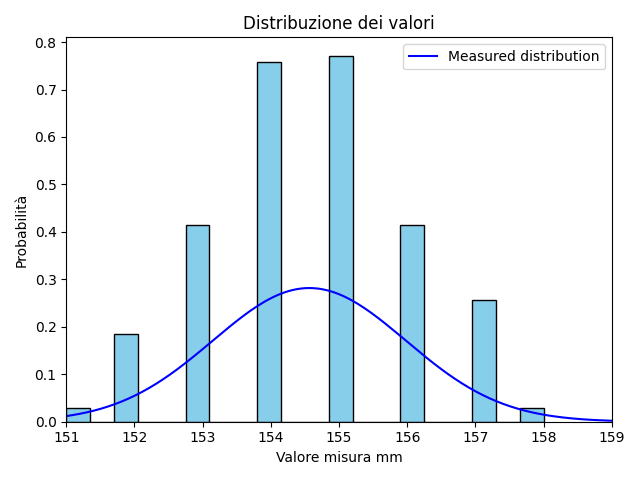 Distribuzione dei valori
Measured distribution
Probabilità
0.8
0.7
0.6
0.5
0.4
0.3
0.2
0.1
0.0
151 152 153 154 155 156 157 158 159
Valore misura mm